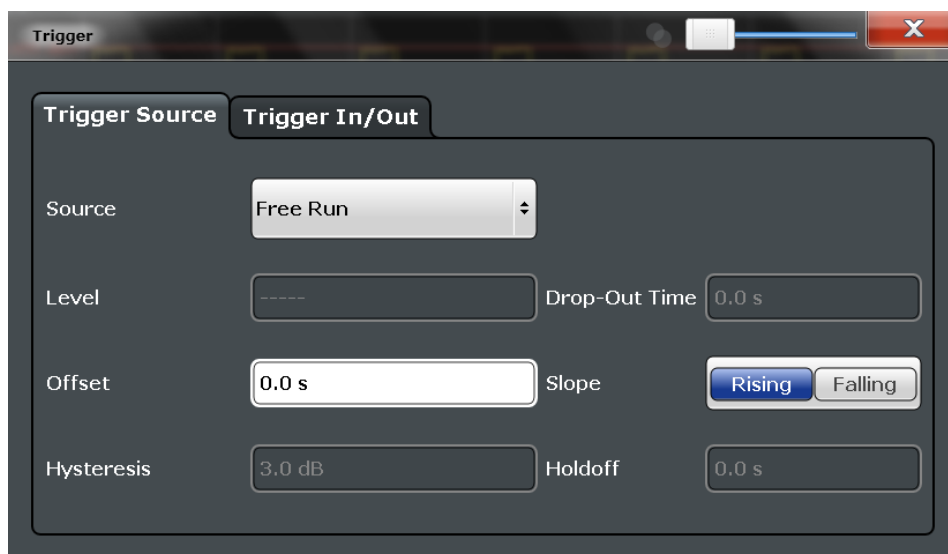 Trigger
X
Trigger Source Trigger In/Out
Source Free Run
Level ----- Drop-Out Time 0.0 s
Offset 0.0 s Slope Rising Falling
Hysteresis 3.0 dB Holdoff 0.0 s